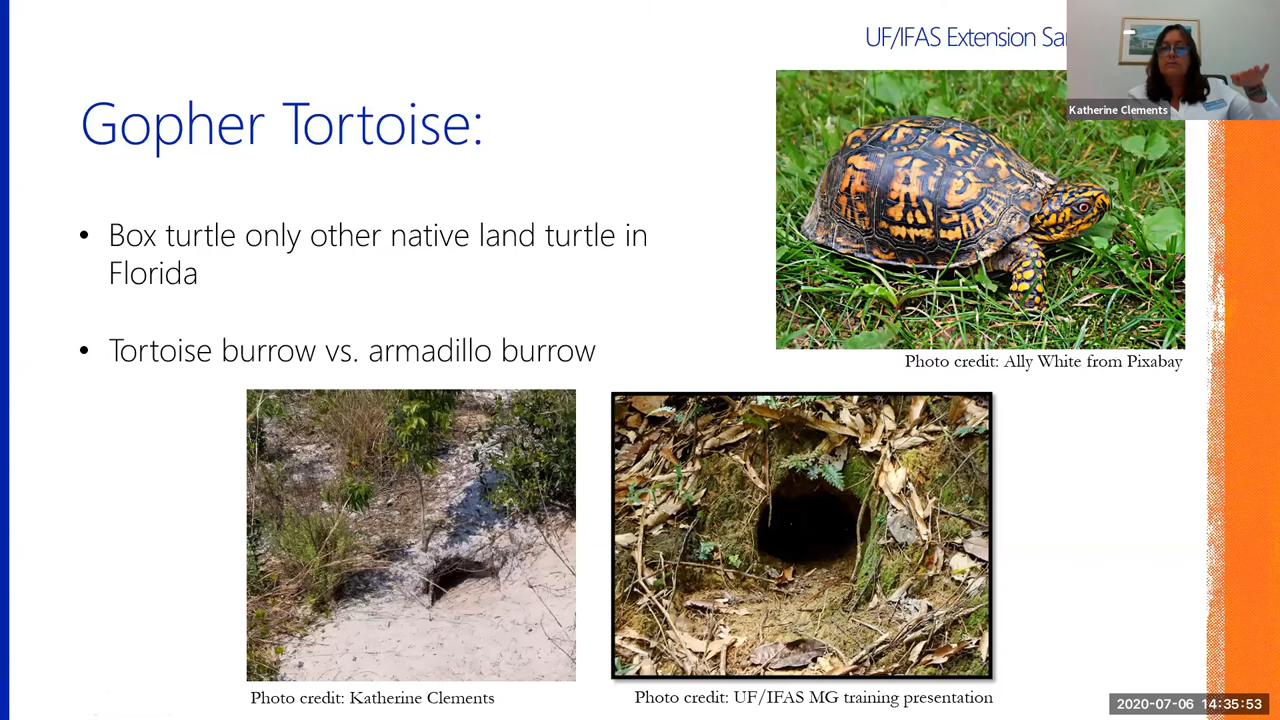 UF/IFAS Extension
Katherine Clements
Gopher Tortoise:
• Box turtle only other native land turtle in
Florida
• Tortoise burrow vs. armadillo burrow
Photo credit: Ally White from Pixabay
Photo credit: Katherine Clements
Photo credit: UF/IFAS MG training presentation
2020-07-06 14:35:53